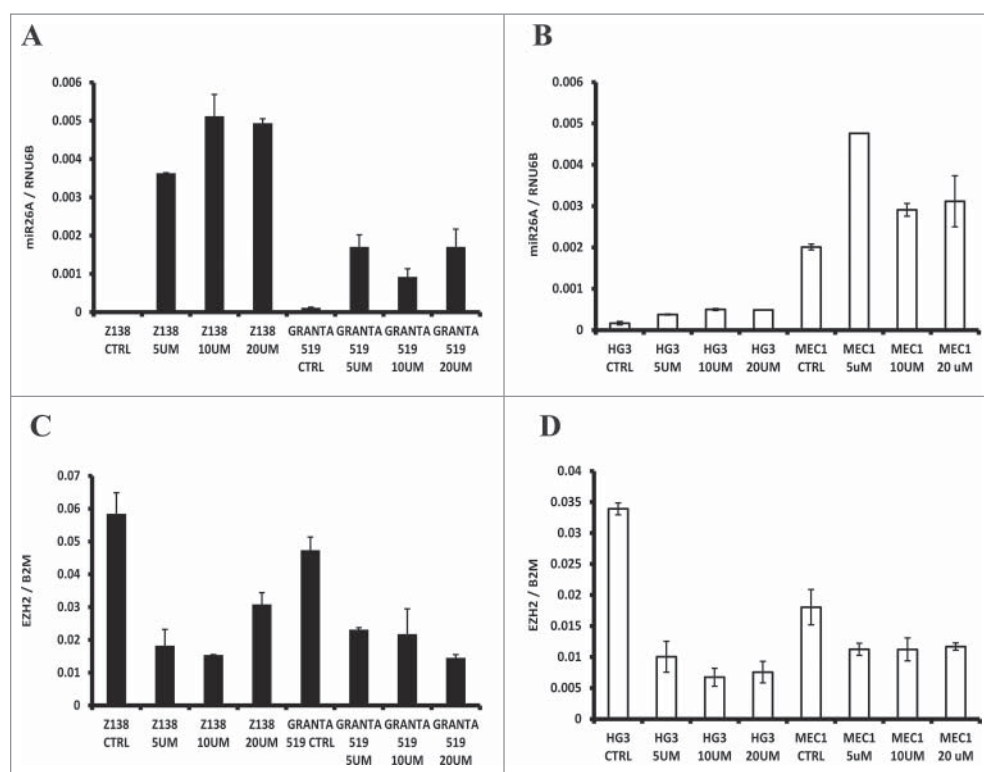 A
miR26A / RNU6B
0.006
0.005
0.004
0.003
0.002
0.001
0
Z138 Z138 Z138 Z138 GRANTA GRANTA GRANTA GRANTA
CTRL 5UM 10UM 20UM 519 519 519 519
CTRL 5UM 10UM 20UM
B
miR26A / RNU6B
0.006
0.005
0.004
0.003
0.002
0.001
0
HG3 HG3 HG3 HG3 MEC1 MEC1 MEC1 MEC1
CTRL 5UM 10UM 20UM CTRL 5uM 10UM 20 uM
C
EZH2 / B2M
0.07
0.06
0.05
0.04
0.03
0.02
0.01
0
Z138 Z138 Z138 Z138 GRANTA GRANTA GRANTA GRANTA
CTRL 5UM 10UM 20UM 519 CTRL 519 519 519
5UM 10UM 20UM
D
EZH2 / B2M
0.04
0.035
0.03
0.025
0.02
0.015
0.01
0.005
0
HG3 HG3 HG3 HG3 MEC1 MEC1 MEC1 MEC1
CTRL 5UM 10UM 20UM CTRL 5uM 10UM 20 uM